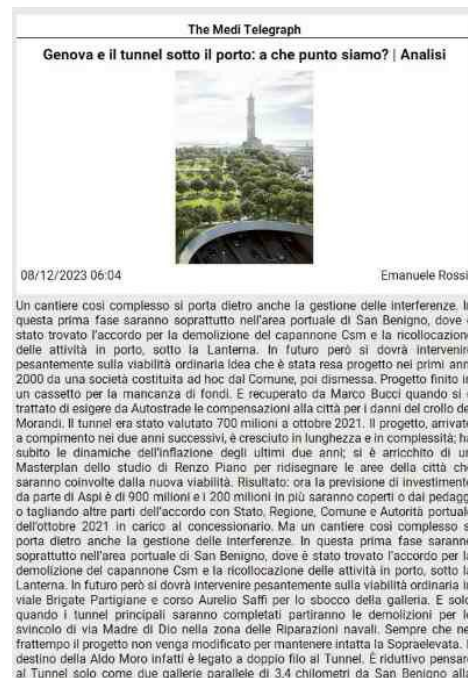 The Medi Telegraph
Genova e il tunnel sotto il porto: a che punto siamo? | Analisi
08/12/2023 06:04 Emanuele Rossi
Un cantiere così complesso si porta dietro anche la gestione delle interferenze. In
questa prima fase saranno soprattutto nell'area portuale di San Benigno, dove è
stato trovato l'accordo per la demolizione del capannone Csm e la ricollocazione
delle attività in porto, sotto la Lanterna. In futuro però si dovrà intervenire
pesantemente sulla viabilità ordinaria Idea che è stata resa progetto nei primi anni
2000 da una società costituita ad hoc dal Comune, poi dismessa. Progetto finito in
un cassetto per la mancanza di fondi. E recuperato da Marco Bucci quando si è
trattato di esigere da Autostrade le compensazioni alla città per i danni del crollo del
Morandi. Il tunnel era stato valutato 700 milioni a ottobre 2021. Il progetto, arrivato
a compimento nei due anni successivi, è cresciuto in lunghezza e in complessità; ha
subito le dinamiche dell'inflazione degli ultimi due anni; si è arricchito di un
Masterplan dello studio di Renzo Piano per ridisegnare le aree della città che
saranno coinvolte dalla nuova viabilità. Risultato: ora la previsione di investimento
da parte di Aspi è di 900 milioni e i 200 milioni in più saranno coperti o dai pedaggi
o tagliando altre parti dell'accordo con Stato, Regione, Comune e Autorità portuale
dell'ottobre 2021 in carico al concessionario. Ma un cantiere così complesso si
porta dietro anche la gestione delle interferenze. In questa prima fase saranno
soprattutto nell'area portuale di San Benigno, dove è stato trovato l'accordo per la
demolizione del capannone Csm e la ricollocazione delle attività in porto, sotto la
Lanterna. In futuro però si dovrà intervenire pesantemente sulla viabilità ordinaria in
viale Brigate Partigiane e corso Aurelio Saffi per lo sbocco della galleria. E solo
quando i tunnel principali saranno completati partiranno le demolizioni per lo
svincolo di via Madre di Dio nella zona delle Riparazioni navali. Sempre che nel
frattempo il progetto non venga modificato per mantenere intatta la Sopraelevata. Il
destino della Aldo Moro infatti è legato a doppio filo al Tunnel. È riduttivo pensare
al Tunnel solo come due gallerie parallele di 3,4 chilometri da San Benigno alla